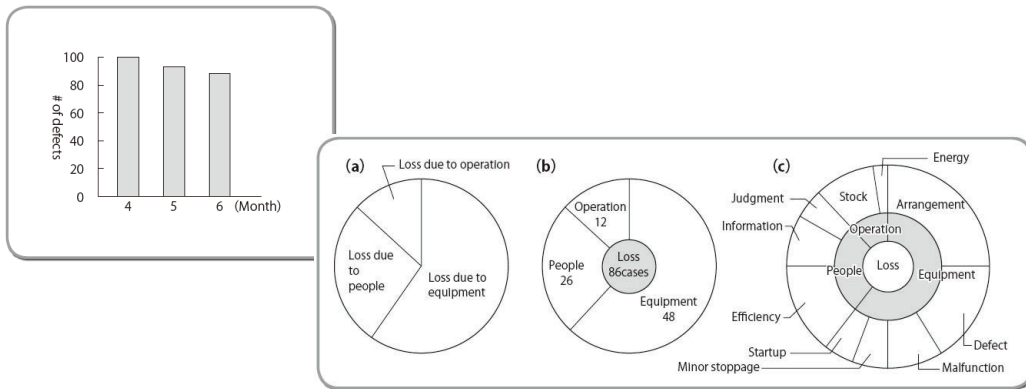 100
80
60
40
20
0
# of defects
4 5 6 (Month)
(a)
Loss due to operation
Loss due
to
people
Loss due to
equipment
(b)
Operation
12
People
26
Loss
86cases
Equipment
48
(c)
Energy
Stock
Judgment
Arrangement
Information
Operation
People
Loss
Equipment
Efficiency
Startup
Minor stoppage
Defect
Malfunction